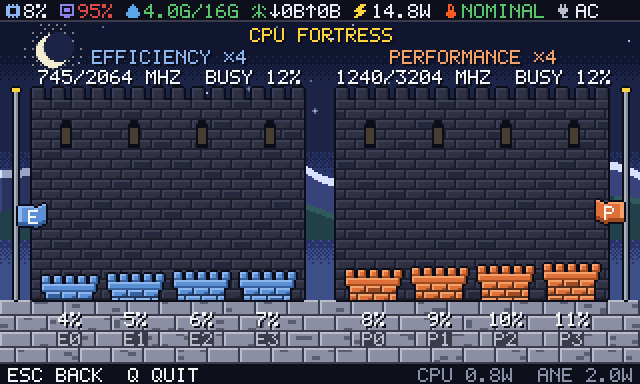 8% 95% 4.0G/16G ↓0B↑0B 14.8W NOMINAL AC
CPU FORTRESS
EFFICIENCY ×4 PERFORMANCE ×4
745/2064 MHZ BUSY 12% 1240/3204 MHZ BUSY 12%
E P
4% 5% 6% 7% 8% 9% 10% 11%
E0 E1 E2 E3 P0 P1 P2 P3
ESC BACK Q QUIT CPU 0.8W ANE 2.0W